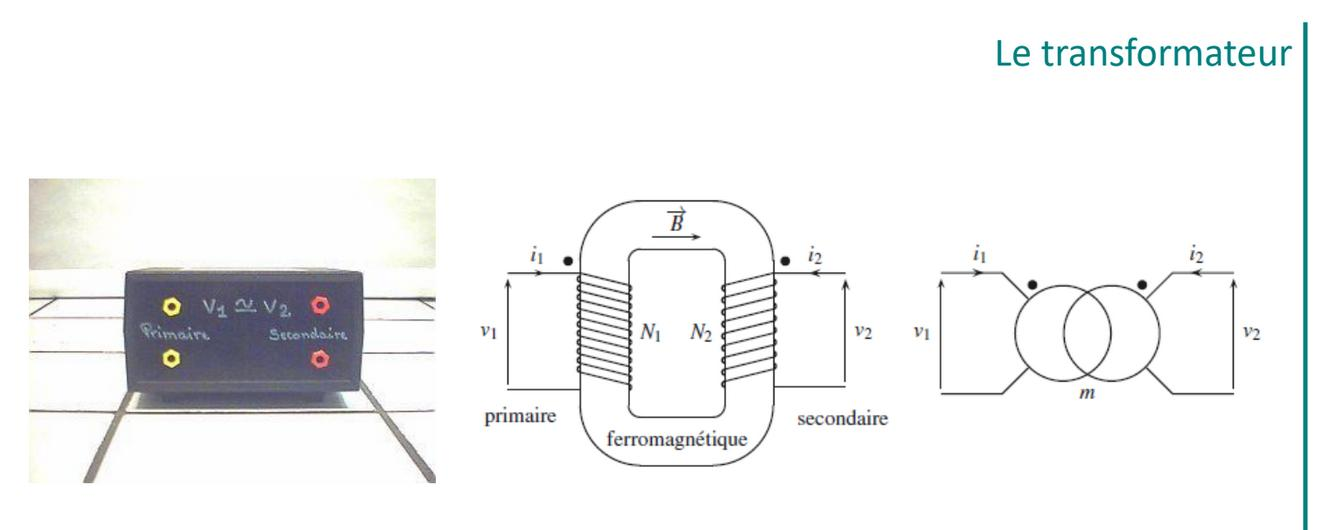 Le transformateur
V₁ ≃ V₂
Primaire Secondaire
B
i₁ i₂
v₁ N₁ N₂ v₂
primaire secondaire
ferromagnétique
i₁ i₂
v₁ v₂
m